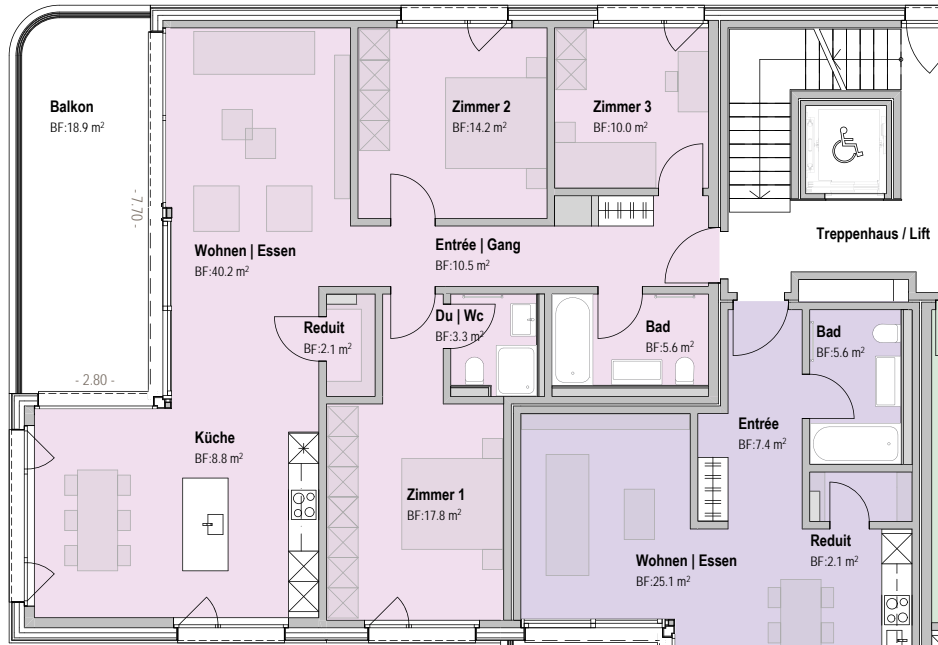 Balkon
BF:18.9 m²
- 7.70 -
- 2.80 -
Wohnen | Essen
BF:40.2 m²
Zimmer 2
BF:14.2 m²
Zimmer 3
BF:10.0 m²
Entrée | Gang
BF:10.5 m²
Treppenhaus / Lift
Reduit
BF:2.1 m²
Du | Wc
BF:3.3 m²
Bad
BF:5.6 m²
Bad
BF:5.6 m²
Küche
BF:8.8 m²
Zimmer 1
BF:17.8 m²
Entrée
BF:7.4 m²
Wohnen | Essen
BF:25.1 m²
Reduit
BF:2.1 m²